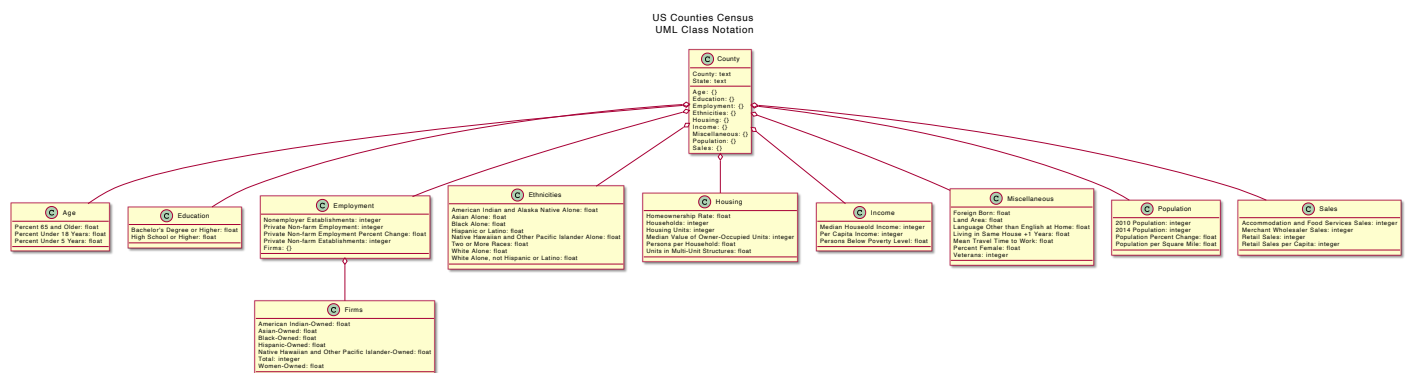 US Counties Census
UML Class Notation
C County
County: text
State: text
Age: {}
Education: {}
Employment: {}
Ethnicities: {}
Housing: {}
Income: {}
Miscellaneous: {}
Population: {}
Sales: {}
C Age
Percent 65 and Older: float
Percent Under 18 Years: float
Percent Under 5 Years: float
C Education
Bachelor's Degree or Higher: float
High School or Higher: float
C Employment
Nonemployer Establishments: integer
Private Non-farm Employment: integer
Private Non-farm Employment Percent Change: float
Private Non-farm Establishments: integer
Firms: {}
C Ethnicities
American Indian and Alaska Native Alone: float
Asian Alone: float
Black Alone: float
Hispanic or Latino: float
Native Hawaiian and Other Pacific Islander Alone: float
Two or More Races: float
White Alone: float
White Alone, not Hispanic or Latino: float
C Housing
Homeownership Rate: float
Households: integer
Housing Units: integer
Median Value of Owner-Occupied Units: integer
Persons per Household: float
Units in Multi-Unit Structures: float
C Income
Median Houseold Income: integer
Per Capita Income: integer
Persons Below Poverty Level: float
C Miscellaneous
Foreign Born: float
Land Area: float
Language Other than English at Home: float
Living in Same House +1 Years: float
Mean Travel Time to Work: float
Percent Female: float
Veterans: integer
C Population
2010 Population: integer
2014 Population: integer
Population Percent Change: float
Population per Square Mile: float
C Sales
Accommodation and Food Services Sales: integer
Merchant Wholesaler Sales: integer
Retail Sales: integer
Retail Sales per Capita: integer
C Firms
American Indian-Owned: float
Asian-Owned: float
Black-Owned: float
Hispanic-Owned: float
Native Hawaiian and Other Pacific Islander-Owned: float
Total: integer
Women-Owned: float